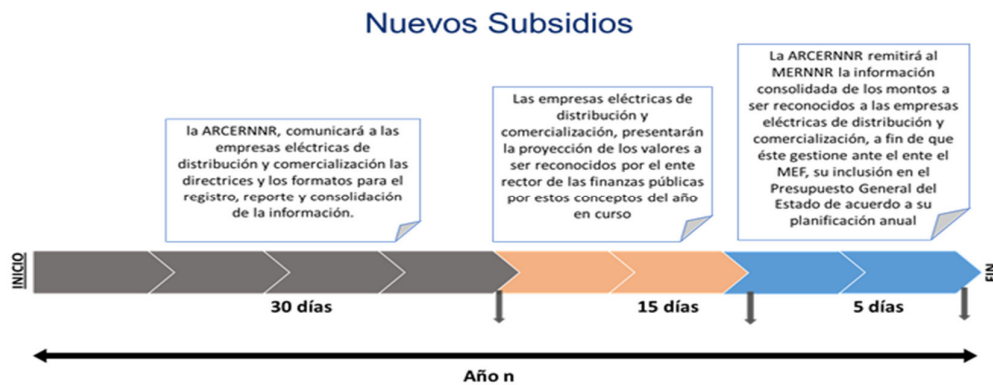 Nuevos Subsidios
la ARCERNNR, comunicará a las
empresas eléctricas de
distribución y comercialización las
directrices y los formatos para el
registro, reporte y consolidación
de la información.
Las empresas eléctricas de
distribución y
comercialización, presentarán
la proyección de los valores a
ser reconocidos por el ente
rector de las finanzas públicas
por estos conceptos del año
en curso
La ARCERNNR remitirá al
MERNNR la información
consolidada de los montos a
ser reconocidos a las empresas
eléctricas de distribución y
comercialización, a fin de que
éste gestione ante el ente el
MEF, su inclusión en el
Presupuesto General del
Estado de acuerdo a su
planificación anual
INICIO
FIN
30 días
15 días
5 días
Año n